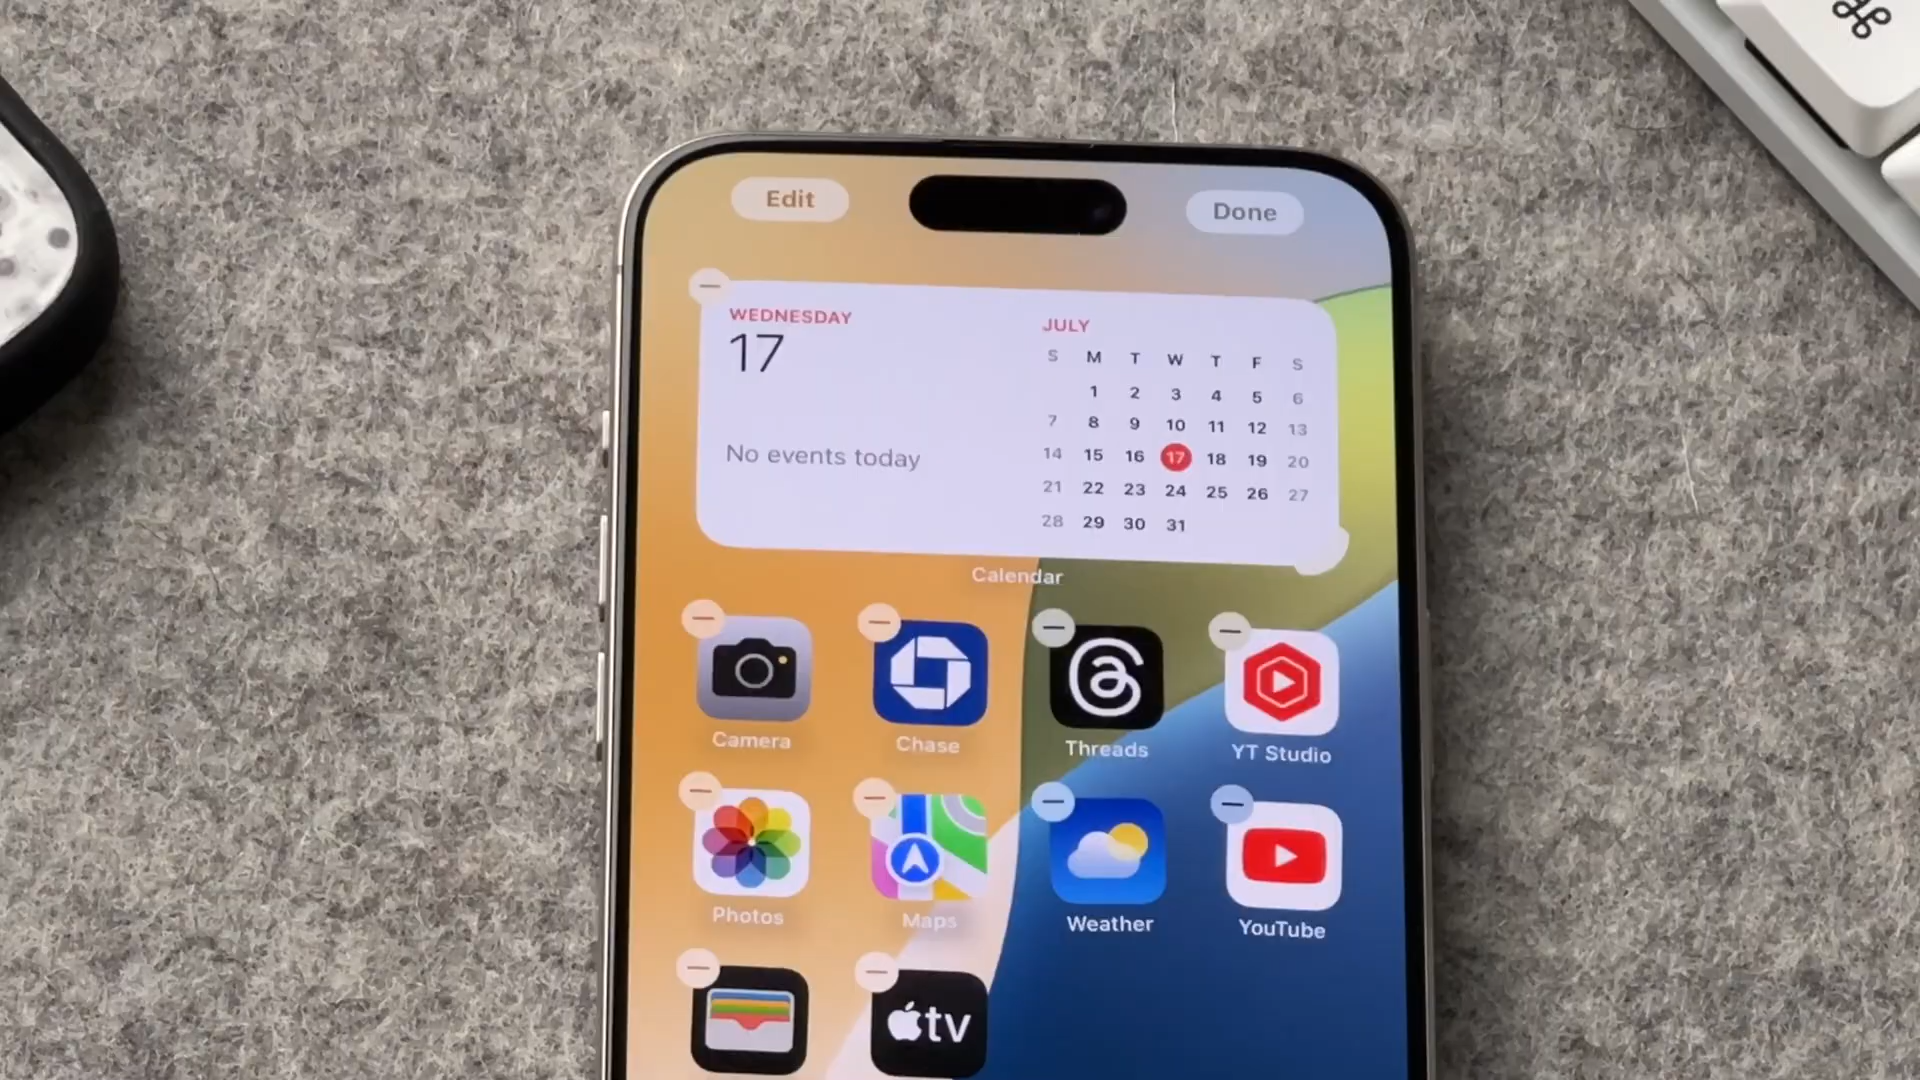 ⌘
Edit
Done
WEDNESDAY
17
No events today
JULY
S M T W T F S
1 2 3 4 5 6
7 8 9 10 11 12 13
14 15 16 17 18 19 20
21 22 23 24 25 26 27
28 29 30 31
Calendar
Camera
Chase
Threads
YT Studio
Photos
Maps
Weather
YouTube
tv